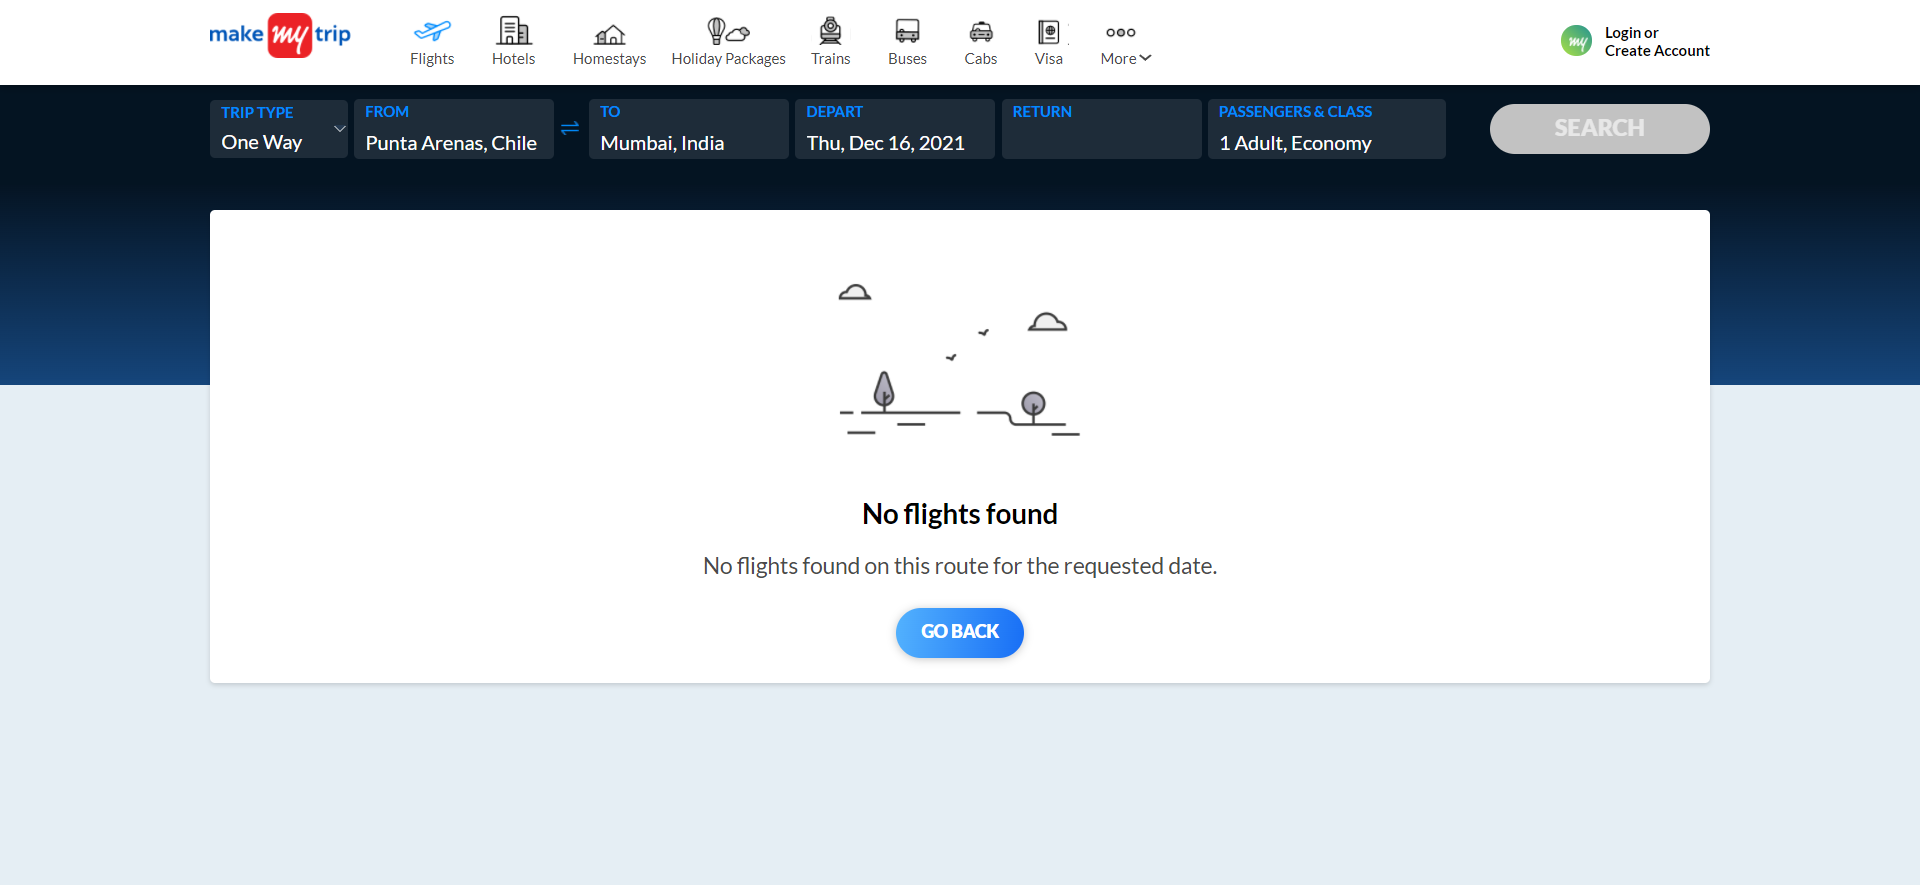 make my trip
Flights
Hotels
Homestays
Holiday Packages
Trains
Buses
Cabs
Visa
More
my
Login or
Create Account
TRIP TYPE
One Way
FROM
Punta Arenas, Chile
TO
Mumbai, India
DEPART
Thu, Dec 16, 2021
RETURN
PASSENGERS & CLASS
1 Adult, Economy
SEARCH
No flights found
No flights found on this route for the requested date.
GO BACK